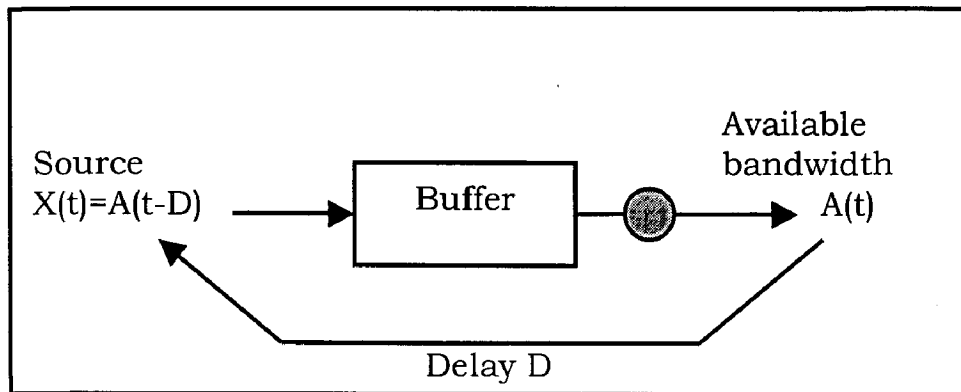 Source
X(t)=A(t-D)
Buffer
Available
bandwidth
A(t)
Delay D